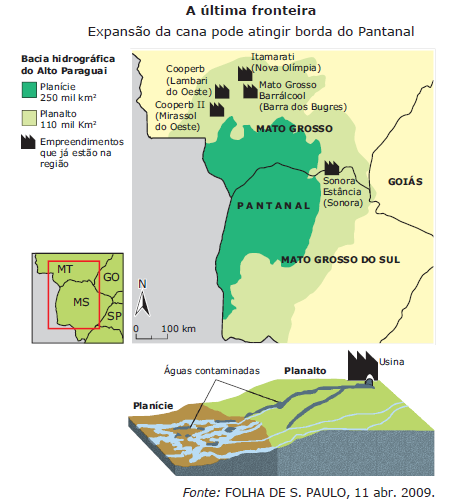 A última fronteira
Expansão da cana pode atingir borda do Pantanal
Bacia hidrográfica
do Alto Paraguai
Planície
250 mil Km²
Planalto
110 mil Km²
Empreendimentos
que já estão na
região
Itamarati
(Nova Olímpia)
Cooperb
(Lambari
do Oeste)
Mato Grosso
Barrálcool
(Barra dos Bugres)
Cooperb II
(Mirassol
do Oeste)
MATO GROSSO
Sonora
Estância
(Sonora)
GOIÁS
PANTANAL
MATO GROSSO DO SUL
MT
GO
MS
SP
N
0 100 km
Usina
Águas contaminadas
Planalto
Planície
Fonte: FOLHA DE S. PAULO, 11 abr. 2009.